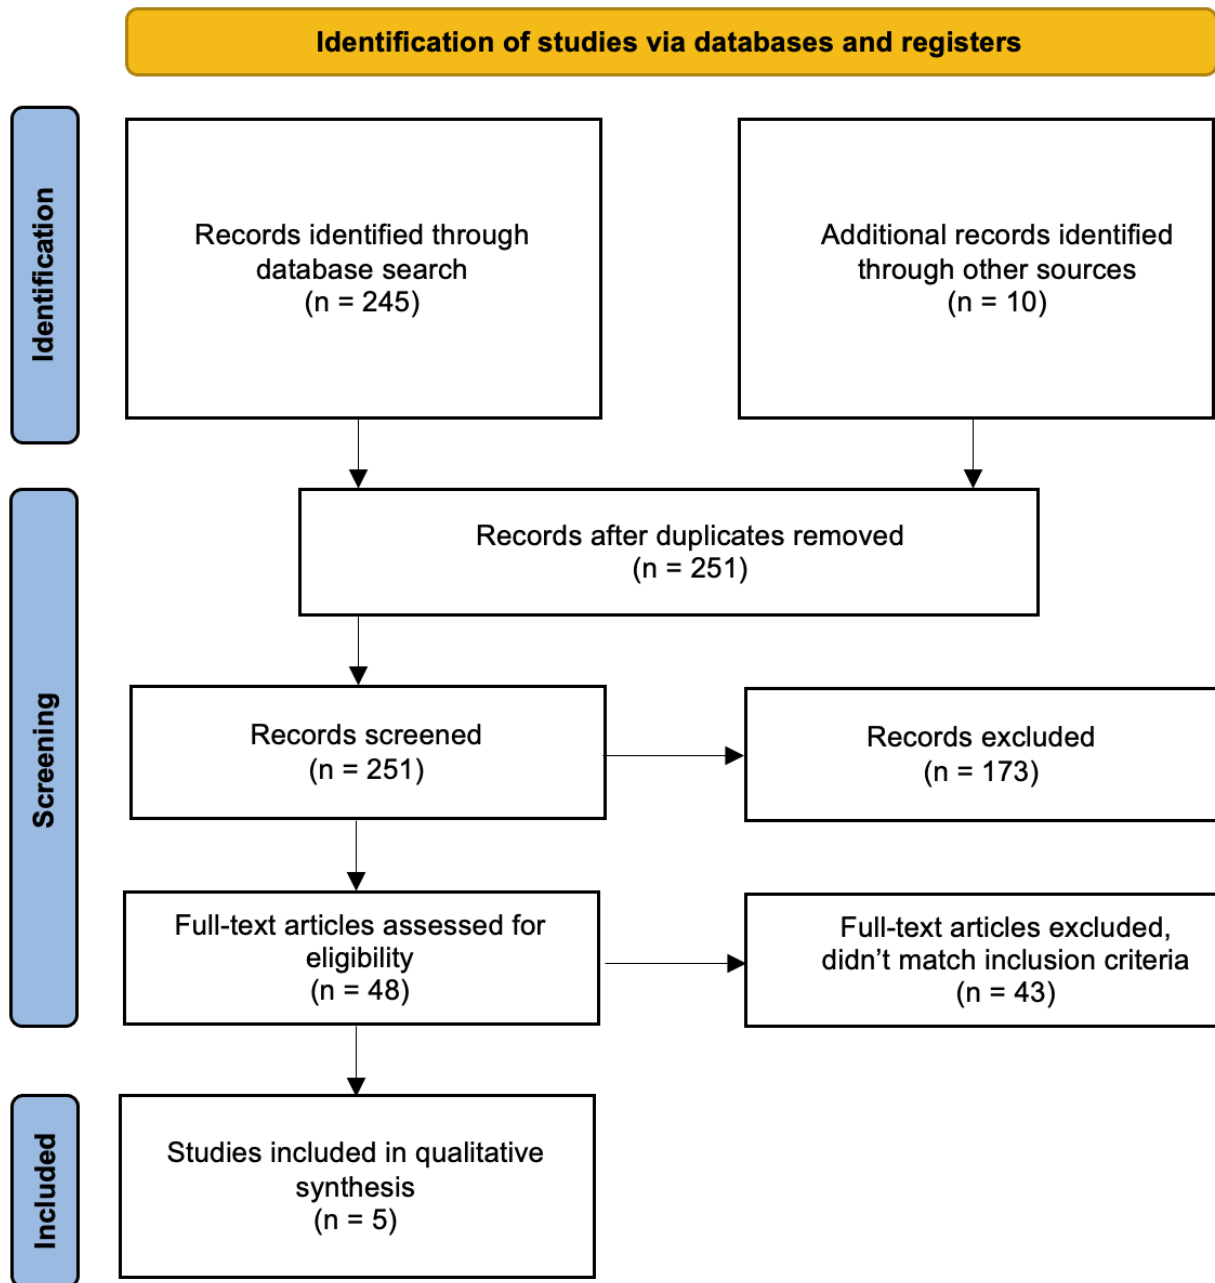 Identification of studies via databases and registers
Identification
Records identified through
database search
(n = 245)
Additional records identified
through other sources
(n = 10)
Screening
Records after duplicates removed
(n = 251)
Records screened
(n = 251)
Records excluded
(n = 173)
Full-text articles assessed for
eligibility
(n = 48)
Full-text articles excluded,
didn’t match inclusion criteria
(n = 43)
Included
Studies included in qualitative
synthesis
(n = 5)